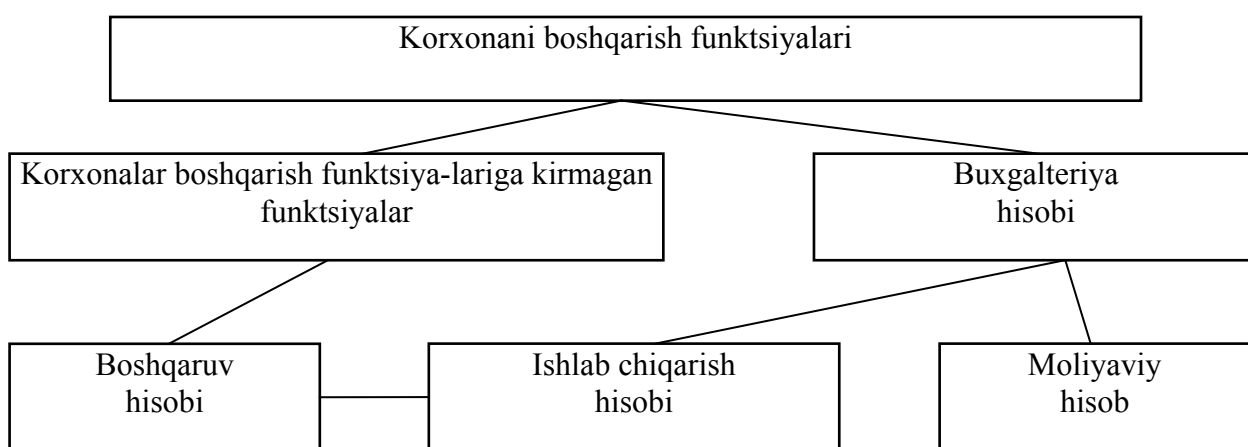 Korxonani boshqarish funktsiyalari
Korxonalar boshqarish funktsiya-lariga kirmagan
funktsiyalar
Buxgalteriya
hisobi
Boshqaruv
hisobi
Ishlab chiqarish
hisobi
Moliyaviy
hisob